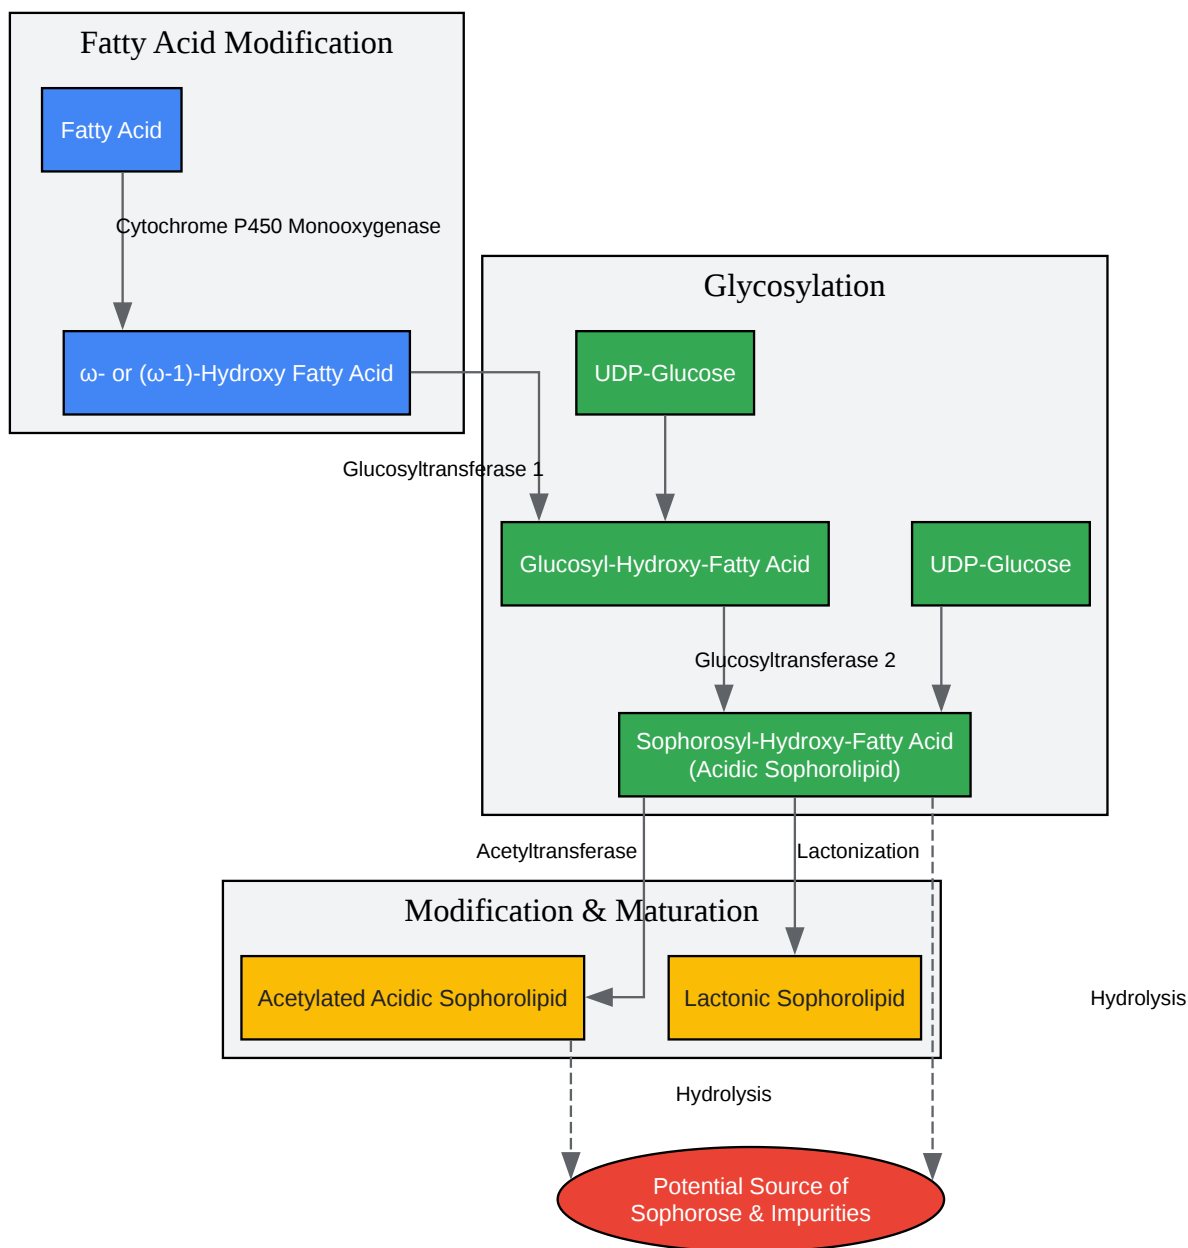 Fatty Acid Modification
Fatty Acid
Cytochrome P450 Monooxygenase
ω- or (ω-1)-Hydroxy Fatty Acid
Glycosylation
UDP-Glucose
Glucosyltransferase 1
Glucosyl-Hydroxy-Fatty Acid
UDP-Glucose
Glucosyltransferase 2
Sophorosyl-Hydroxy-Fatty Acid
(Acidic Sophorolipid)
Acetyltransferase
Lactonization
Modification & Maturation
Acetylated Acidic Sophorolipid
Lactonic Sophorolipid
Hydrolysis
Hydrolysis
Potential Source of
Sophorose & Impurities